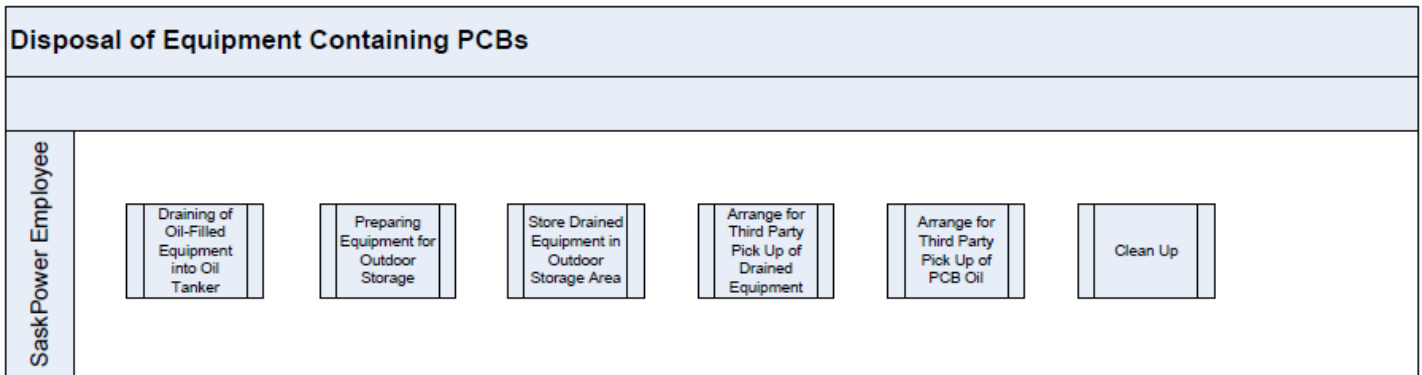 Disposal of Equipment Containing PCBs
SaskPower Employee
Draining of
Oil-Filled
Equipment
into Oil
Tanker
Preparing
Equipment for
Outdoor
Storage
Store Drained
Equipment in
Outdoor
Storage Area
Arrange for
Third Party
Pick Up of
Drained
Equipment
Arrange for
Third Party
Pick Up of
PCB Oil
Clean Up